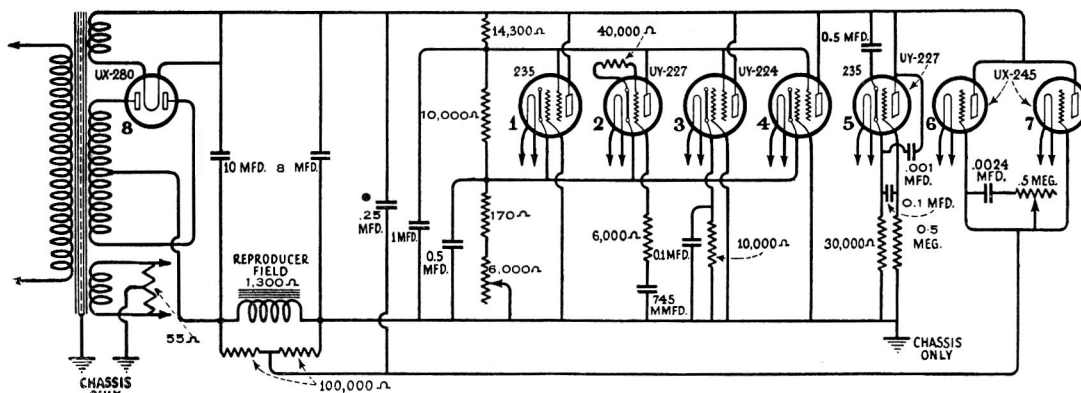 UX-280
8
10 MFD.
8 MFD.
REPRODUCER
FIELD
1,300Ω
55Ω
CHASSIS
100,000 Ω
.25
MFD.
1MFD.
0.5
MFD.
14,300Ω
10,000Ω
170Ω
6,000Ω
235
1
40,000Ω
UY-227
2
6,000Ω
745
MMFD.
UY-224
3
0.1MFD.
10,000Ω
4
0.5 MFD.
235
5
UY-227
.001
MFD.
0.1 MFD.
0.5
MEG.
30,000Ω
CHASSIS
ONLY
UX-245
6
7
.0024
MFD.
.5 MEG.